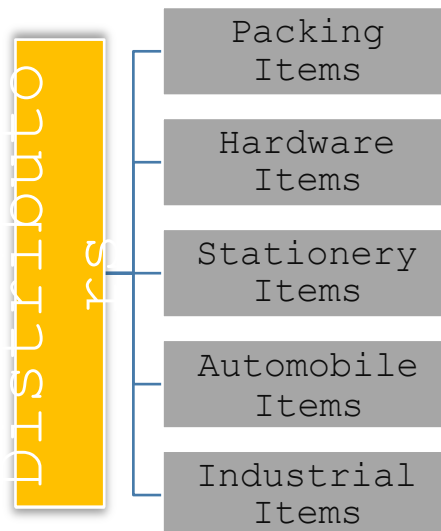 Distributo
rs
Packing
Items
Hardware
Items
Stationery
Items
Automobile
Items
Industrial
Items